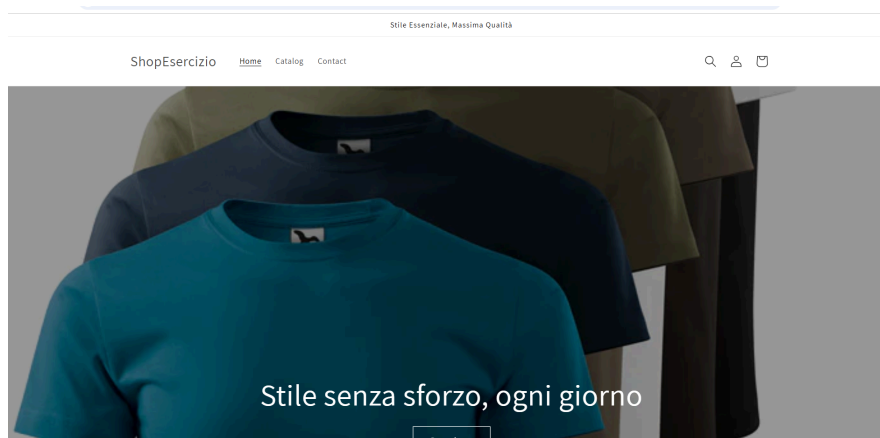 Stile Essenziale, Massima Qualità
ShopEsercizio Home Catalog Contact
Stile senza sforzo, ogni giorno